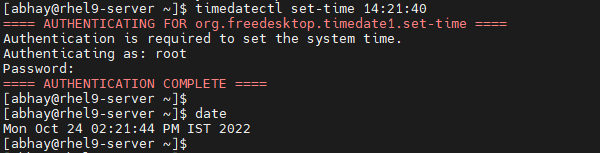 [abhay@rhel9-server ~]$ timedatectl set-time 14:21:40
==== AUTHENTICATING FOR org.freedesktop.timedate1.set-time ====
Authentication is required to set the system time.
Authenticating as: root
Password:
==== AUTHENTICATION COMPLETE ====
[abhay@rhel9-server ~]$
[abhay@rhel9-server ~]$ date
Mon Oct 24 02:21:44 PM IST 2022
[abhay@rhel9-server ~]$